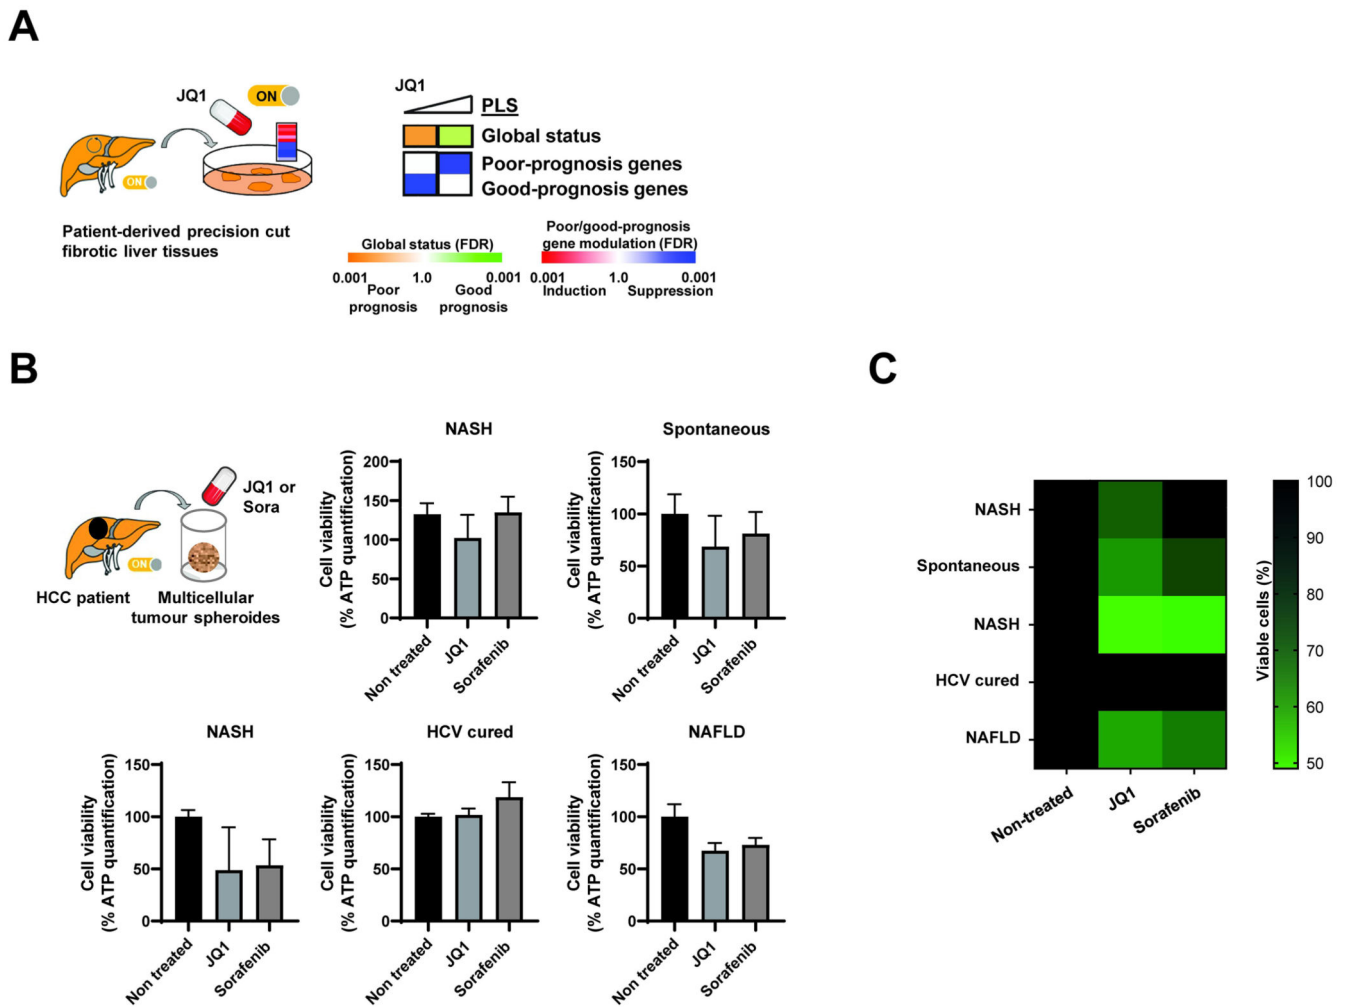 A
JQ1
ON
ON
Patient-derived precision cut
fibrotic liver tissues
JQ1
PLS
Global status
Poor-prognosis genes
Good-prognosis genes
Global status (FDR)
0.001 1.0 0.001
Poor prognosis
Good prognosis
Poor/good-prognosis
gene modulation (FDR)
0.001 1.0 0.001
Induction Suppression
B
JQ1 or
Sora
ON
HCC patient
Multicellular
tumour spheroides
NASH
Cell viability
(% ATP quantification)
200
150
100
50
0
Non treated
JQ1
Sorafenib
Spontaneous
Cell viability
(% ATP quantification)
150
100
50
0
Non treated
JQ1
Sorafenib
NASH
Cell viability
(% ATP quantification)
150
100
50
0
Non treated
JQ1
Sorafenib
HCV cured
Cell viability
(% ATP quantification)
150
100
50
0
Non treated
JQ1
Sorafenib
NAFLD
Cell viability
(% ATP quantification)
150
100
50
0
Non treated
JQ1
Sorafenib
C
NASH
Spontaneous
NASH
HCV cured
NAFLD
Non-treated
JQ1
Sorafenib
Viable cells (%)
100
90
80
70
60
50